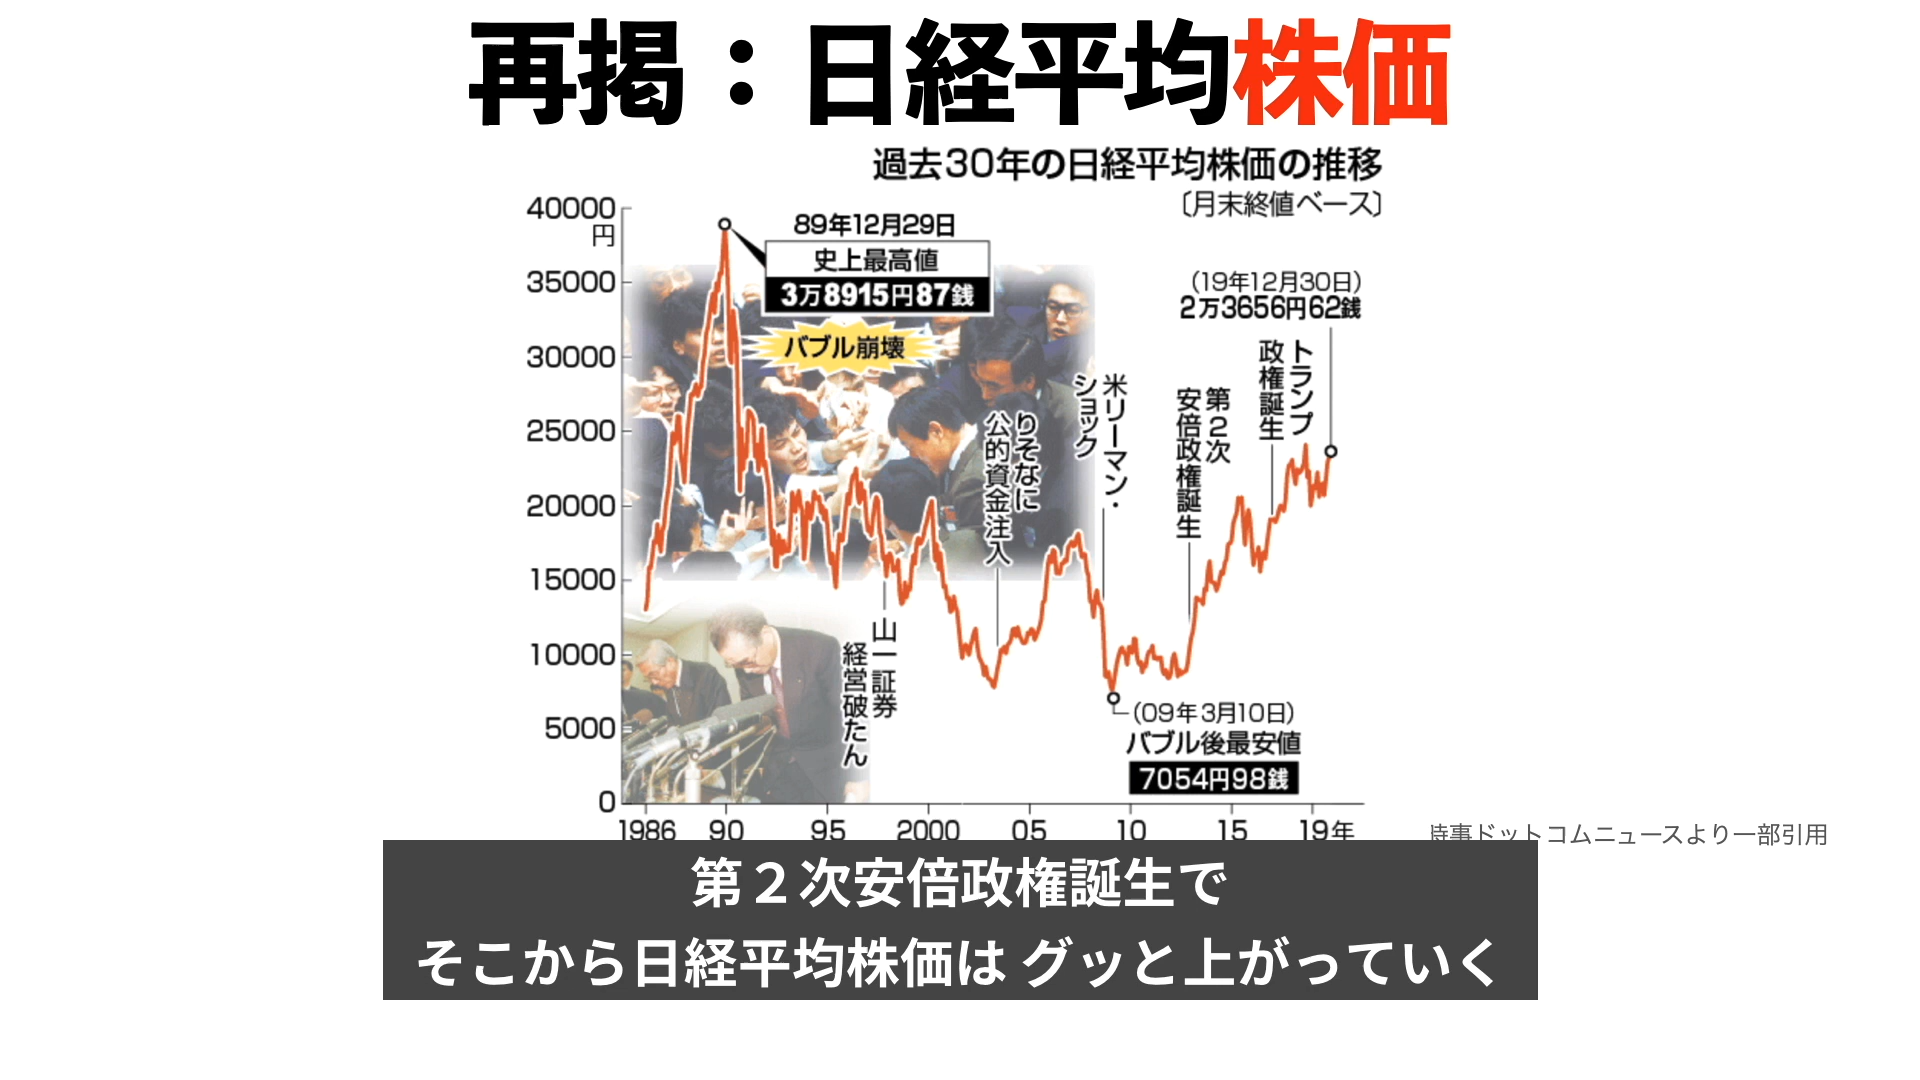 再掲：日経平均株価
過去30年の日経平均株価の推移
〔月末終値ベース〕
40000
円
35000
30000
25000
20000
15000
10000
5000
0
89年12月29日
史上最高値
3万8915円87銭
バブル崩壊
(19年12月30日)
2万3656円62銭
山一証券
経営破たん
りそなに
公的資金注入
米リーマン・
ショック
第2次
安倍政権誕生
トランプ
政権誕生
(09年3月10日)
バブル後最安値
7054円98銭
1986 90 95 2000 05 10 15 19年
時事ドットコムニュースより一部引用
第２次安倍政権誕生で
そこから日経平均株価は グッと上がっていく